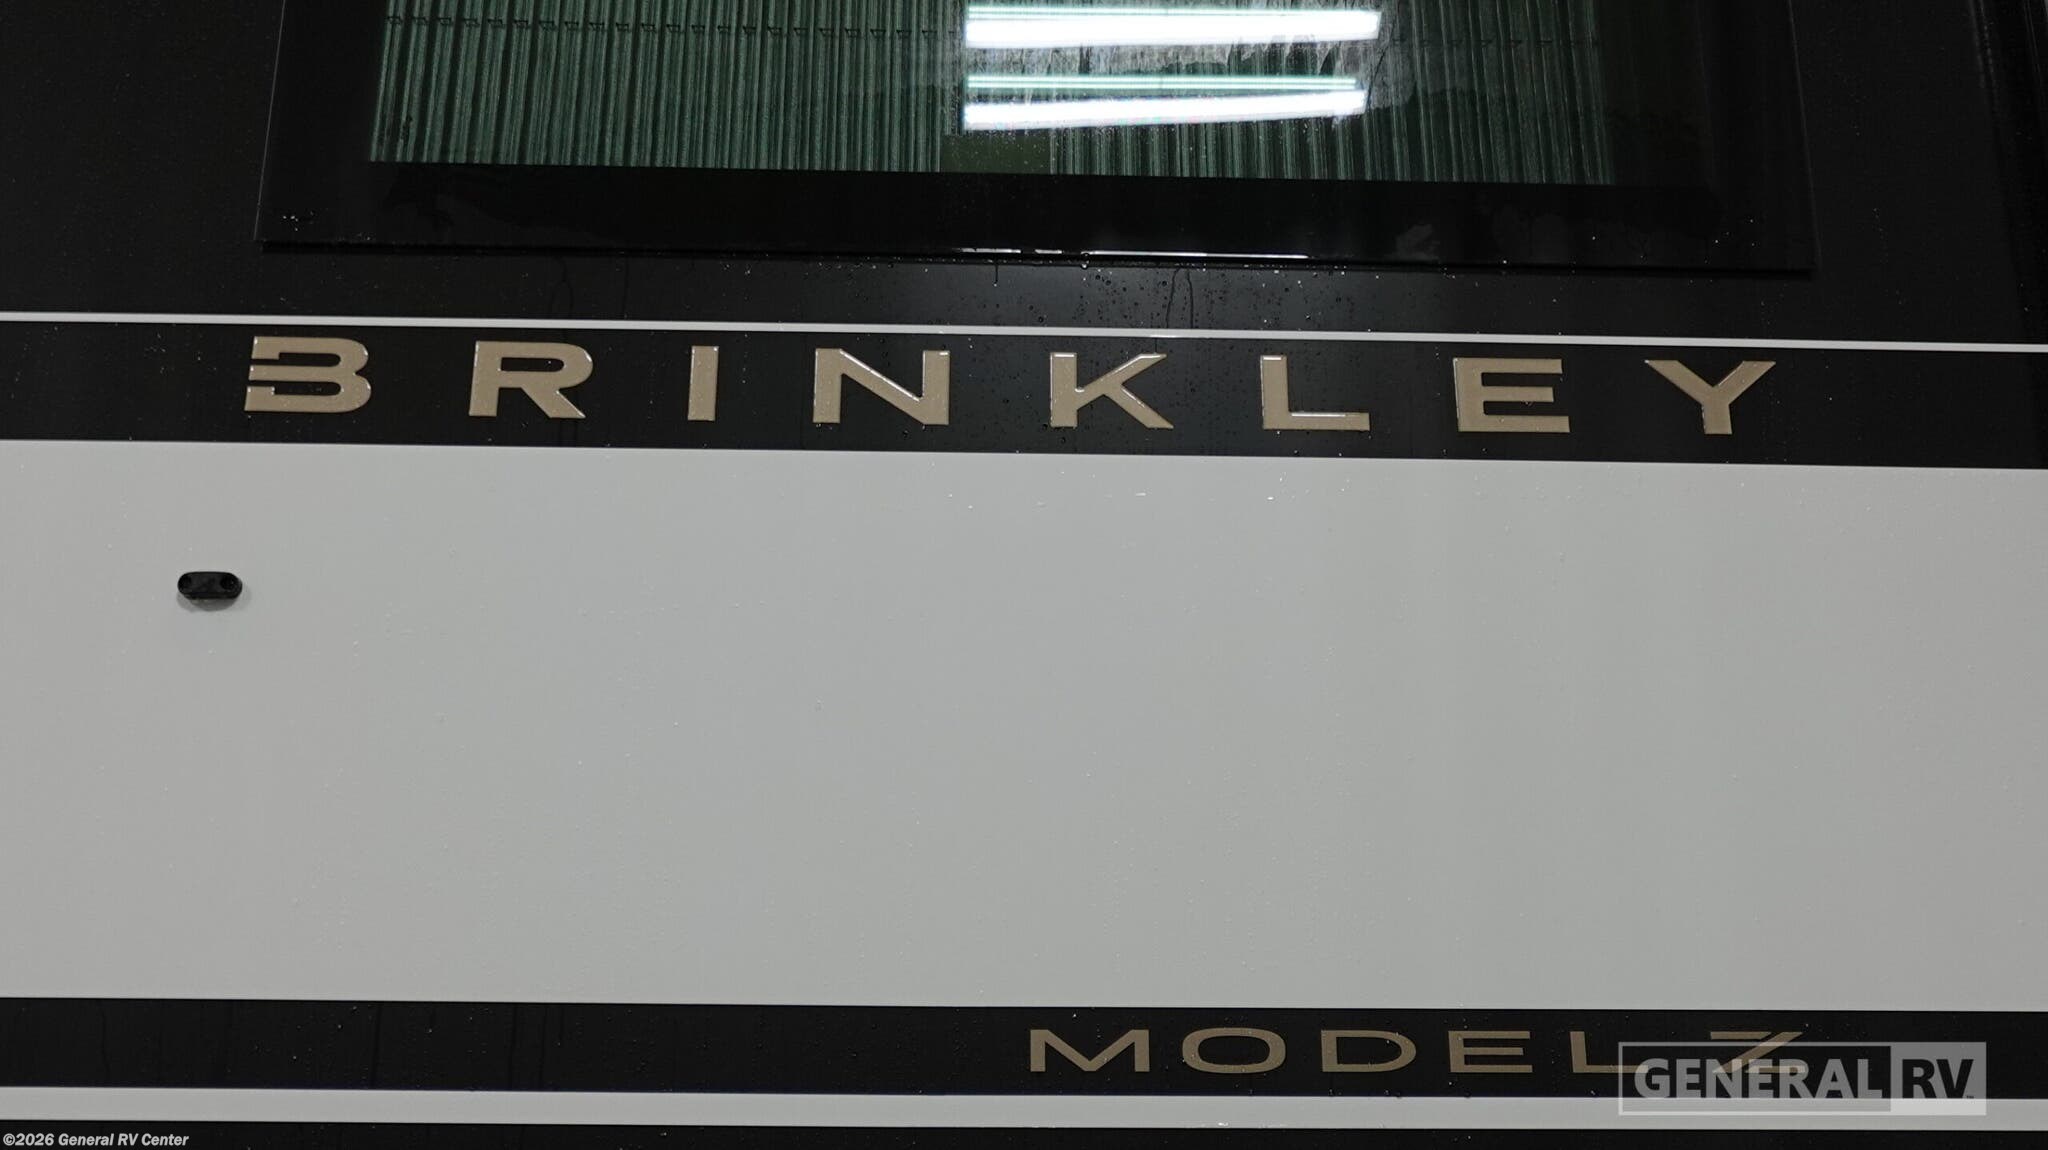 BRINKLEY
MODEL Z
GENERAL RV
©2026 General RV Center